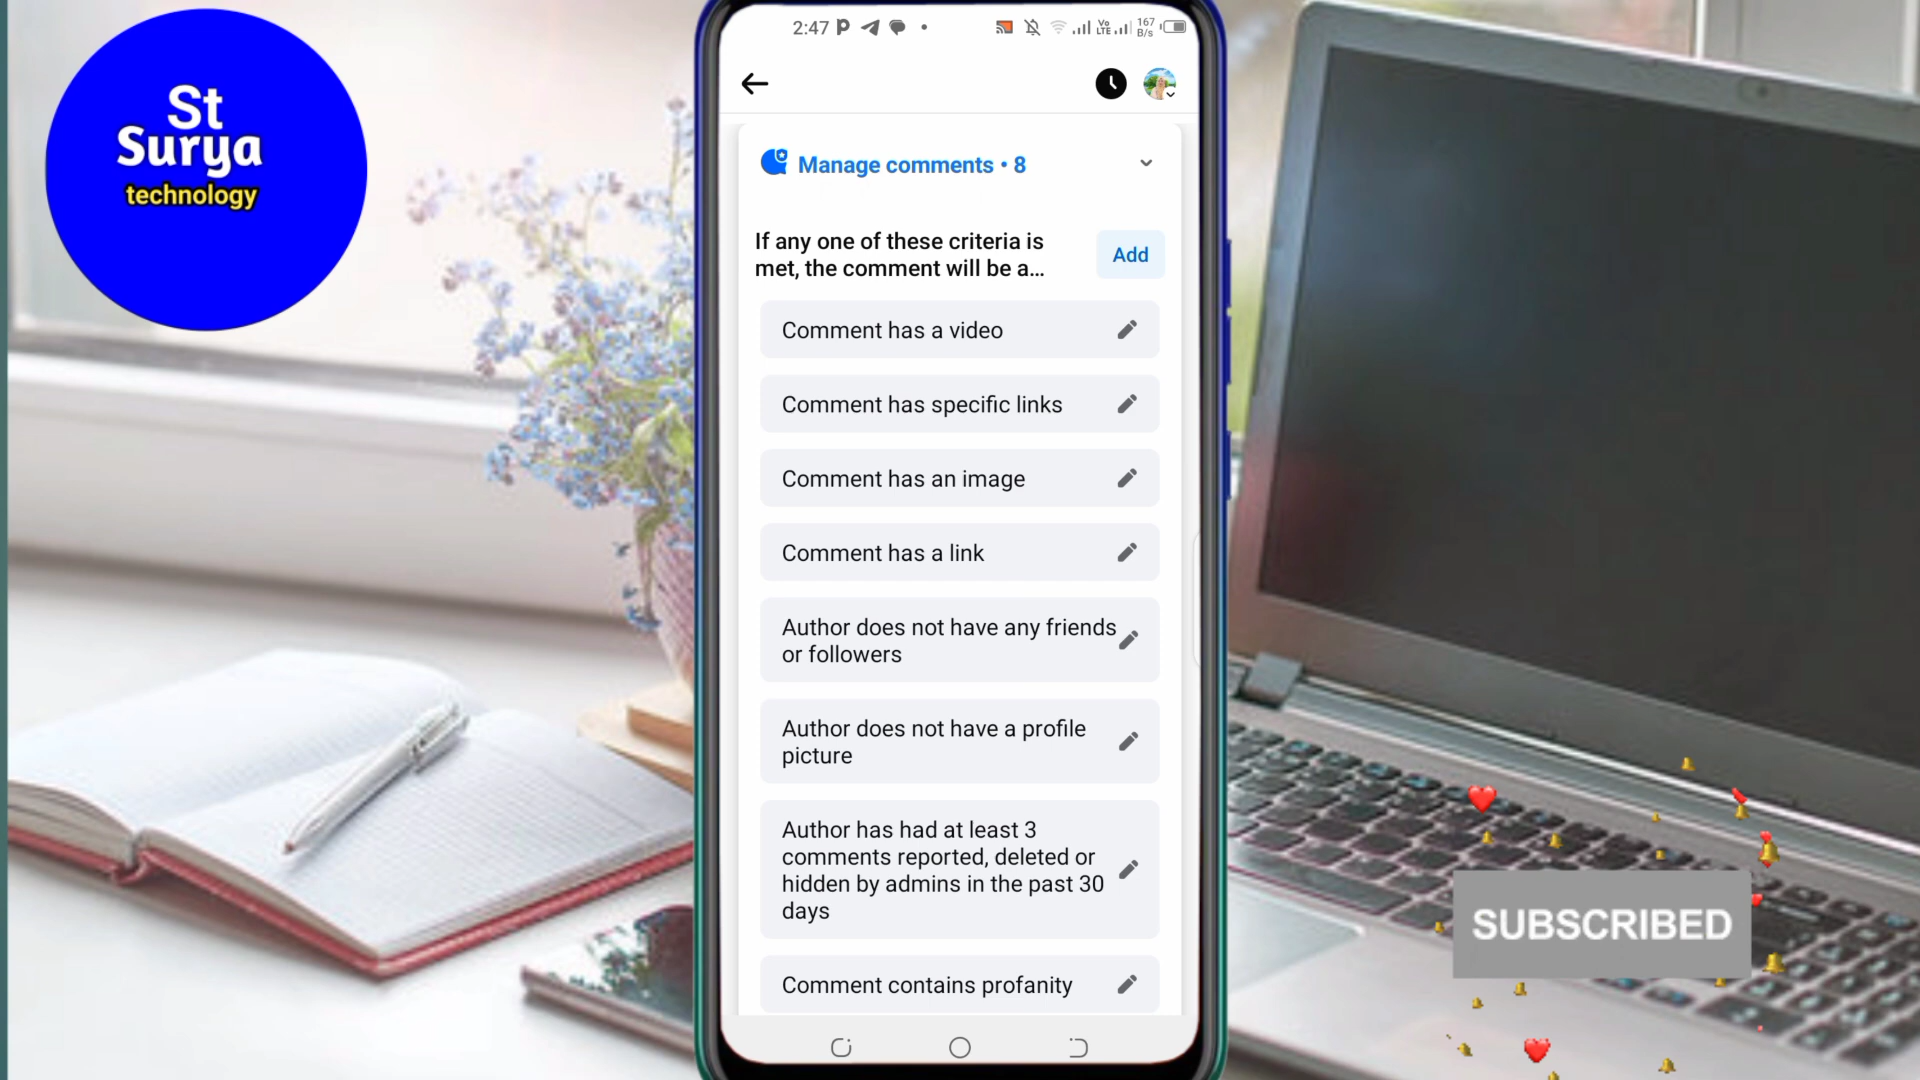 St
Surya
technology
2:47
Vo
LTE
167
B/s
Manage comments • 8
If any one of these criteria is
met, the comment will be a...
Add
Comment has a video
Comment has specific links
Comment has an image
Comment has a link
Author does not have any friends
or followers
Author does not have a profile
picture
Author has had at least 3
comments reported, deleted or
hidden by admins in the past 30
days
Comment contains profanity
SUBSCRIBED